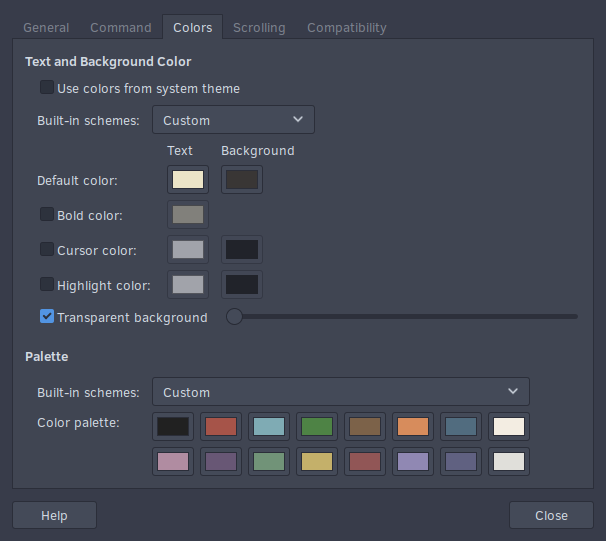 General Command Colors Scrolling Compatibility
Text and Background Color
Use colors from system theme
Built-in schemes: Custom
Text Background
Default color:
Bold color:
Cursor color:
Highlight color:
Transparent background
Palette
Built-in schemes: Custom
Color palette:
Help Close